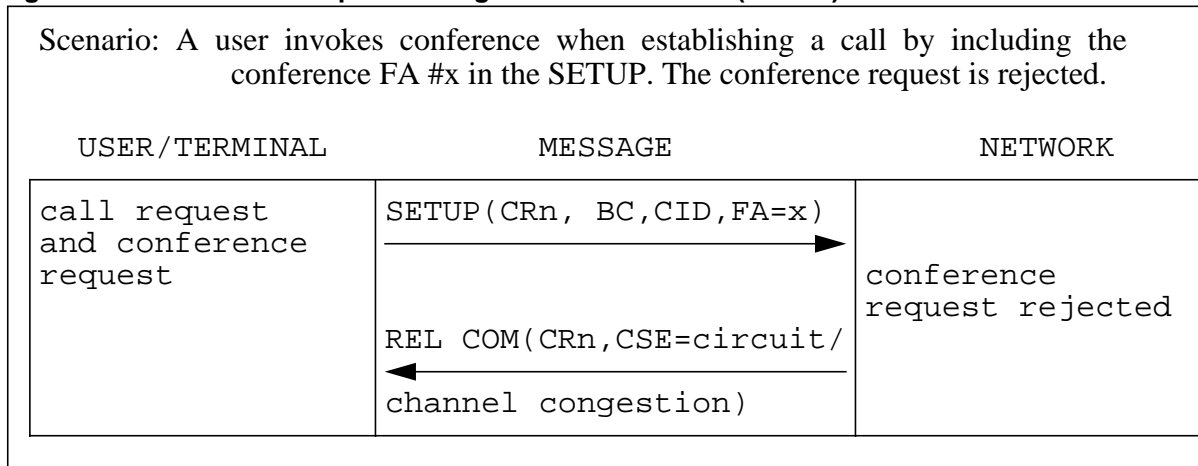 Scenario: A user invokes conference when establishing a call by including the
conference FA #x in the SETUP. The conference request is rejected.
USER/TERMINAL MESSAGE NETWORK
call request
and conference
request
SETUP(CRn, BC,CID,FA=x)
conference
request rejected
REL COM(CRn,CSE=circuit/
channel congestion)